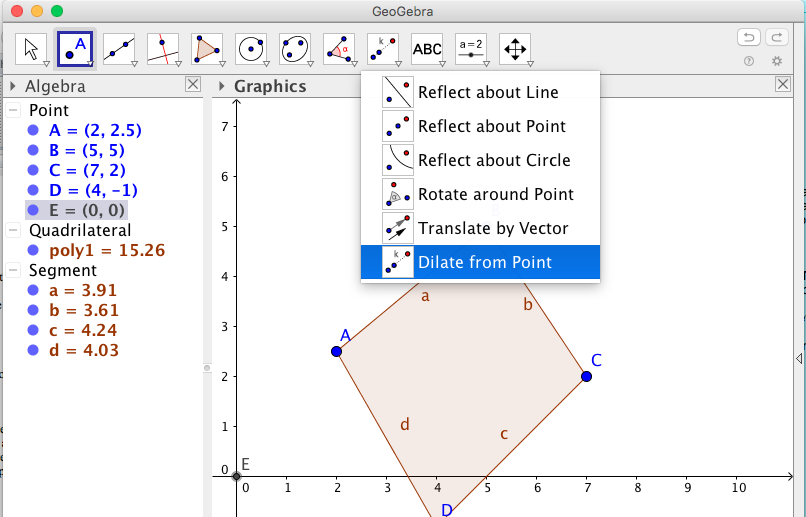 GeoGebra
A
α
k
ABC
a = 2
Algebra
Graphics
Point
A = (2, 2.5)
B = (5, 5)
C = (7, 2)
D = (4, -1)
E = (0, 0)
Quadrilateral
poly1 = 15.26
Segment
a = 3.91
b = 3.61
c = 4.24
d = 4.03
Reflect about Line
Reflect about Point
Reflect about Circle
α Rotate around Point
Translate by Vector
k Dilate from Point
7
6
5
4
3
2
1
0
a
b
A
C
d
c
E
D
0 1 2 3 4 5 6 7 8 9 10